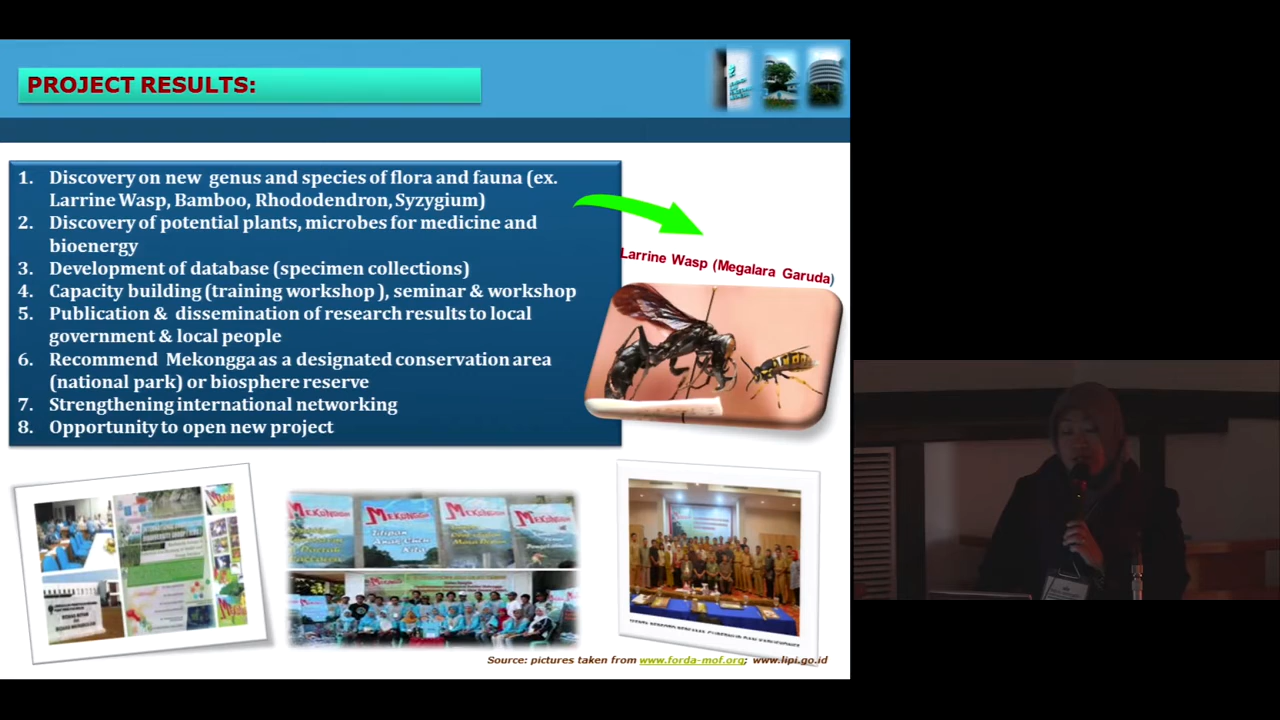 PROJECT RESULTS:
1. Discovery on new genus and species of flora and fauna (ex.
Larrine Wasp, Bamboo, Rhododendron, Syzygium)
2. Discovery of potential plants, microbes for medicine and
bioenergy
3. Development of database (specimen collections)
4. Capacity building (training workshop ), seminar & workshop
5. Publication & dissemination of research results to local
government & local people
6. Recommend Mekongga as a designated conservation area
(national park) or biosphere reserve
7. Strengthening international networking
8. Opportunity to open new project
Larrine Wasp (Megalara Garuda)
MEKONGGA
MEKONGGA
MEKONGGA
MEKONGGA
Titipan
Anak Cucu
Kita
Source: pictures taken from www.forda-mof.org; www.lipi.go.id